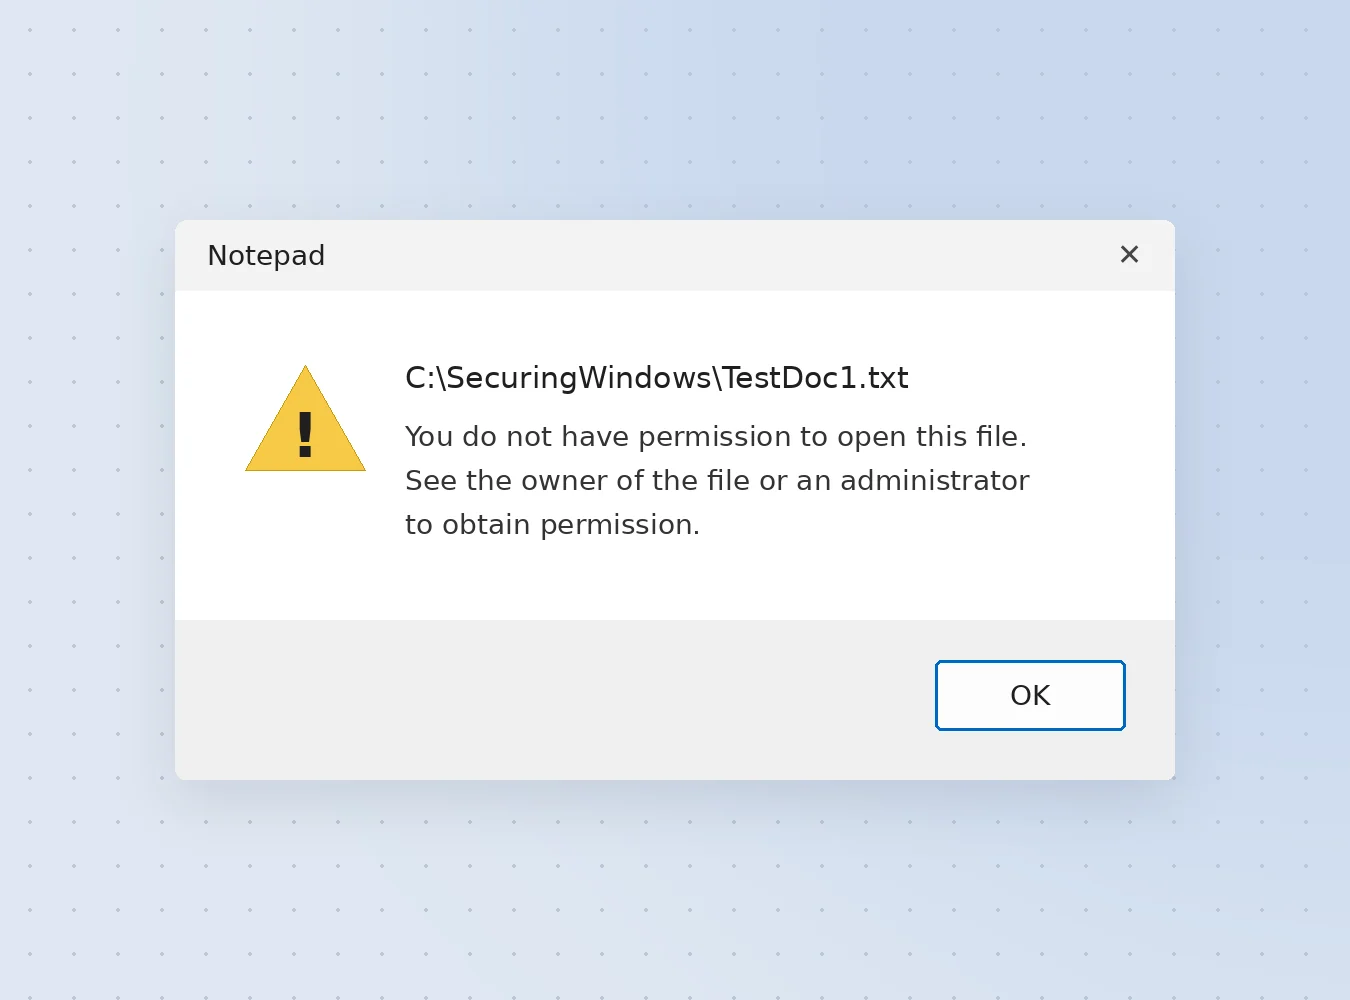 Notepad
C:\SecuringWindows\TestDoc1.txt
You do not have permission to open this file.
See the owner of the file or an administrator
to obtain permission.
OK